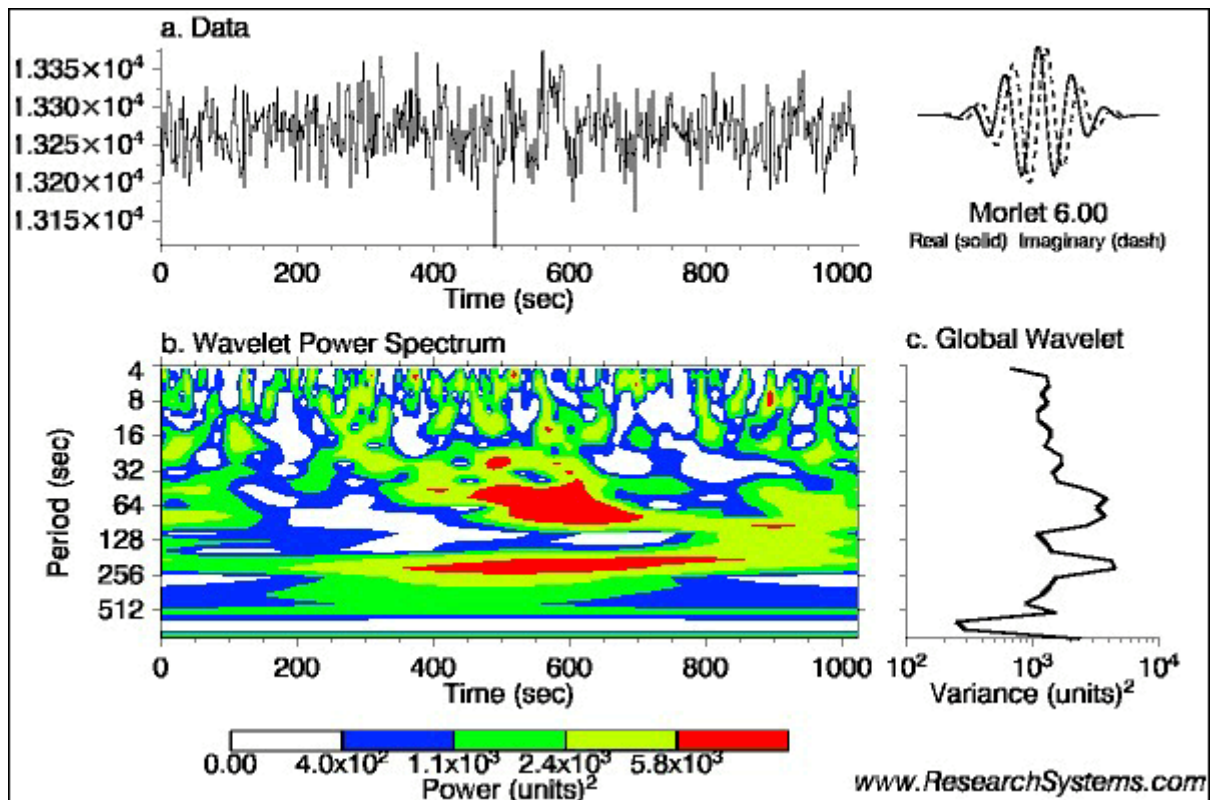 a. Data
1.335×10⁴
1.330×10⁴
1.325×10⁴
1.320×10⁴
1.315×10⁴
0 200 400 600 800 1000
Time (sec)
Morlet 6.00
Real (solid) Imaginary (dash)
b. Wavelet Power Spectrum
4
8
16
32
64
128
256
512
Period (sec)
0 200 400 600 800 1000
Time (sec)
c. Global Wavelet
10² 10³ 10⁴
Variance (units)²
0.00 4.0x10² 1.1x10³ 2.4x10³ 5.8x10³
Power (units)²
www.ResearchSystems.com